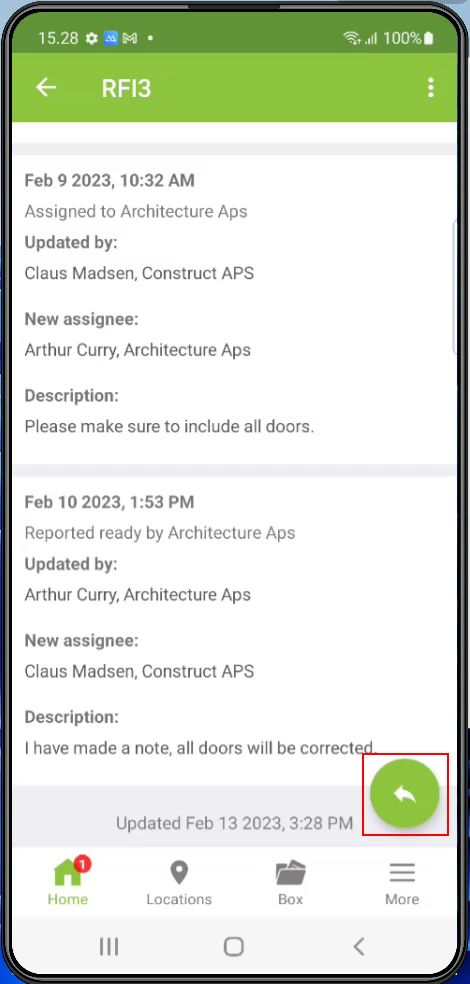 15.28 100%
RFI3
Feb 9 2023, 10:32 AM
Assigned to Architecture Aps
Updated by:
Claus Madsen, Construct APS
New assignee:
Arthur Curry, Architecture Aps
Description:
Please make sure to include all doors.
Feb 10 2023, 1:53 PM
Reported ready by Architecture Aps
Updated by:
Arthur Curry, Architecture Aps
New assignee:
Claus Madsen, Construct APS
Description:
I have made a note, all doors will be corrected.
Updated Feb 13 2023, 3:28 PM
1
Home Locations Box More